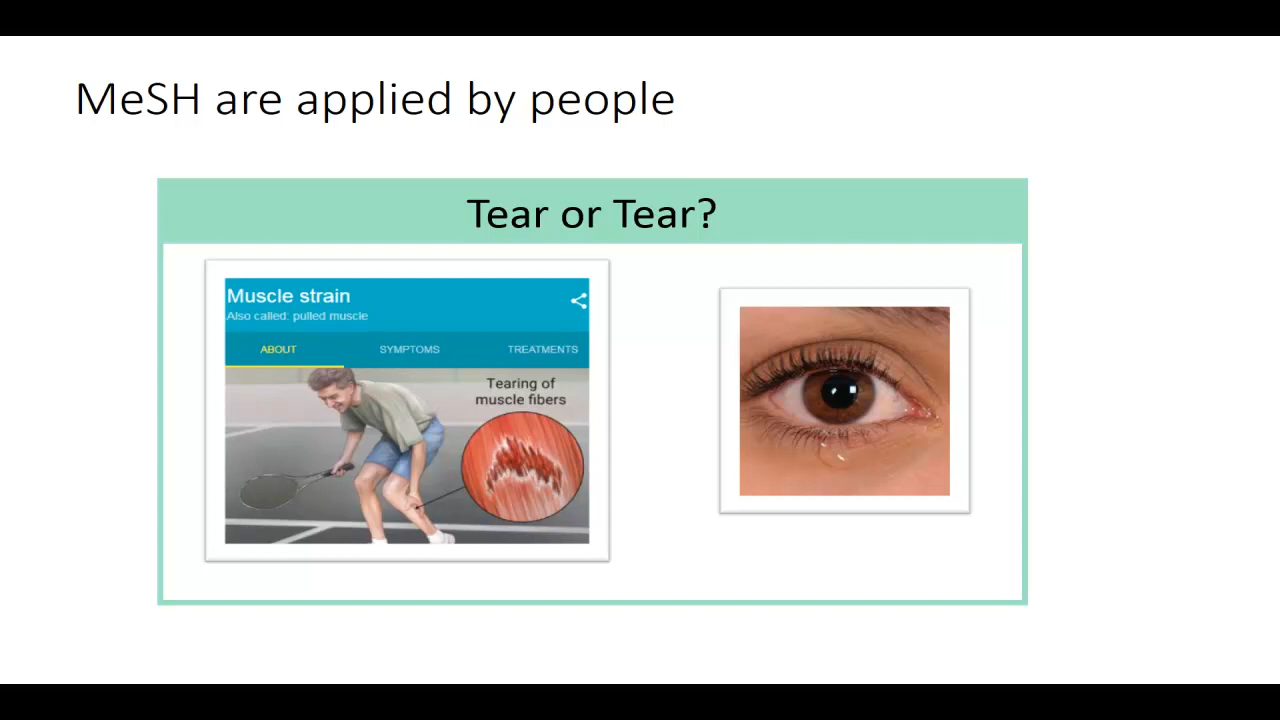 MeSH are applied by people
Tear or Tear?
Muscle strain
Also called: pulled muscle
ABOUT
SYMPTOMS
TREATMENTS
Tearing of
muscle fibers